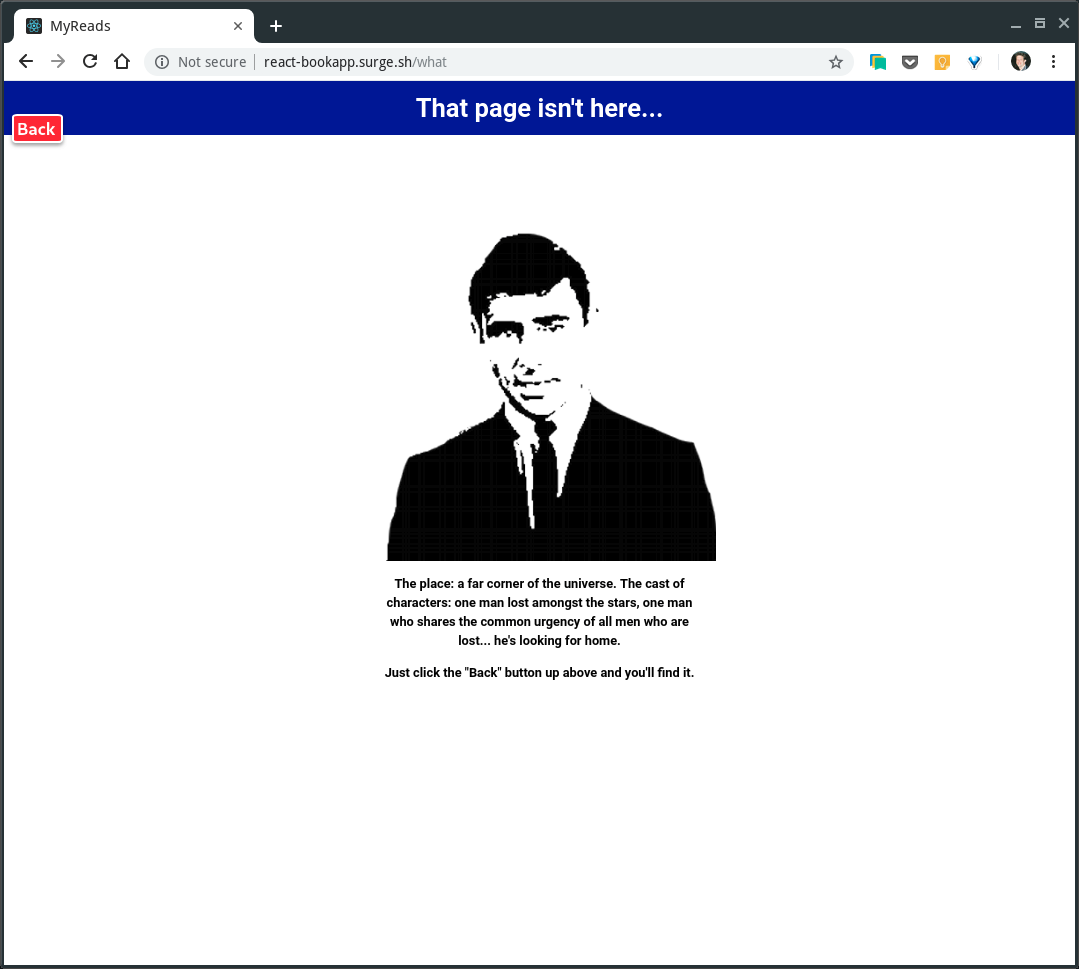 MyReads
Not secure | react-bookapp.surge.sh/what
That page isn't here...
Back
The place: a far corner of the universe. The cast of
characters: one man lost amongst the stars, one man
who shares the common urgency of all men who are
lost... he's looking for home.
Just click the "Back" button up above and you'll find it.